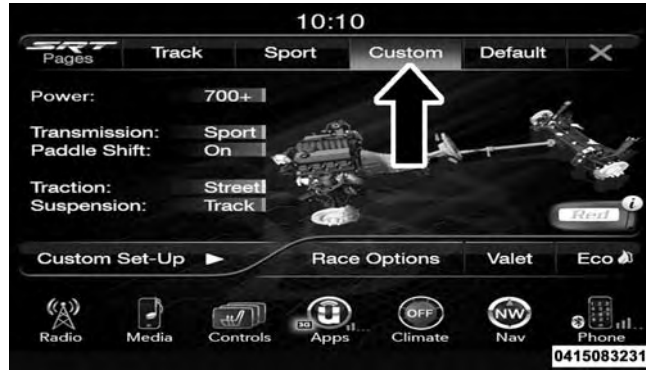 10:10
SRT Pages Track Sport Custom Default X
Power: 700+
Transmission: Sport
Paddle Shift: On
Traction: Street
Suspension: Track
Red i
Custom Set-Up Race Options Valet Eco
OFF NW
3G
Radio Media Controls Apps Climate Nav Phone
0415083231